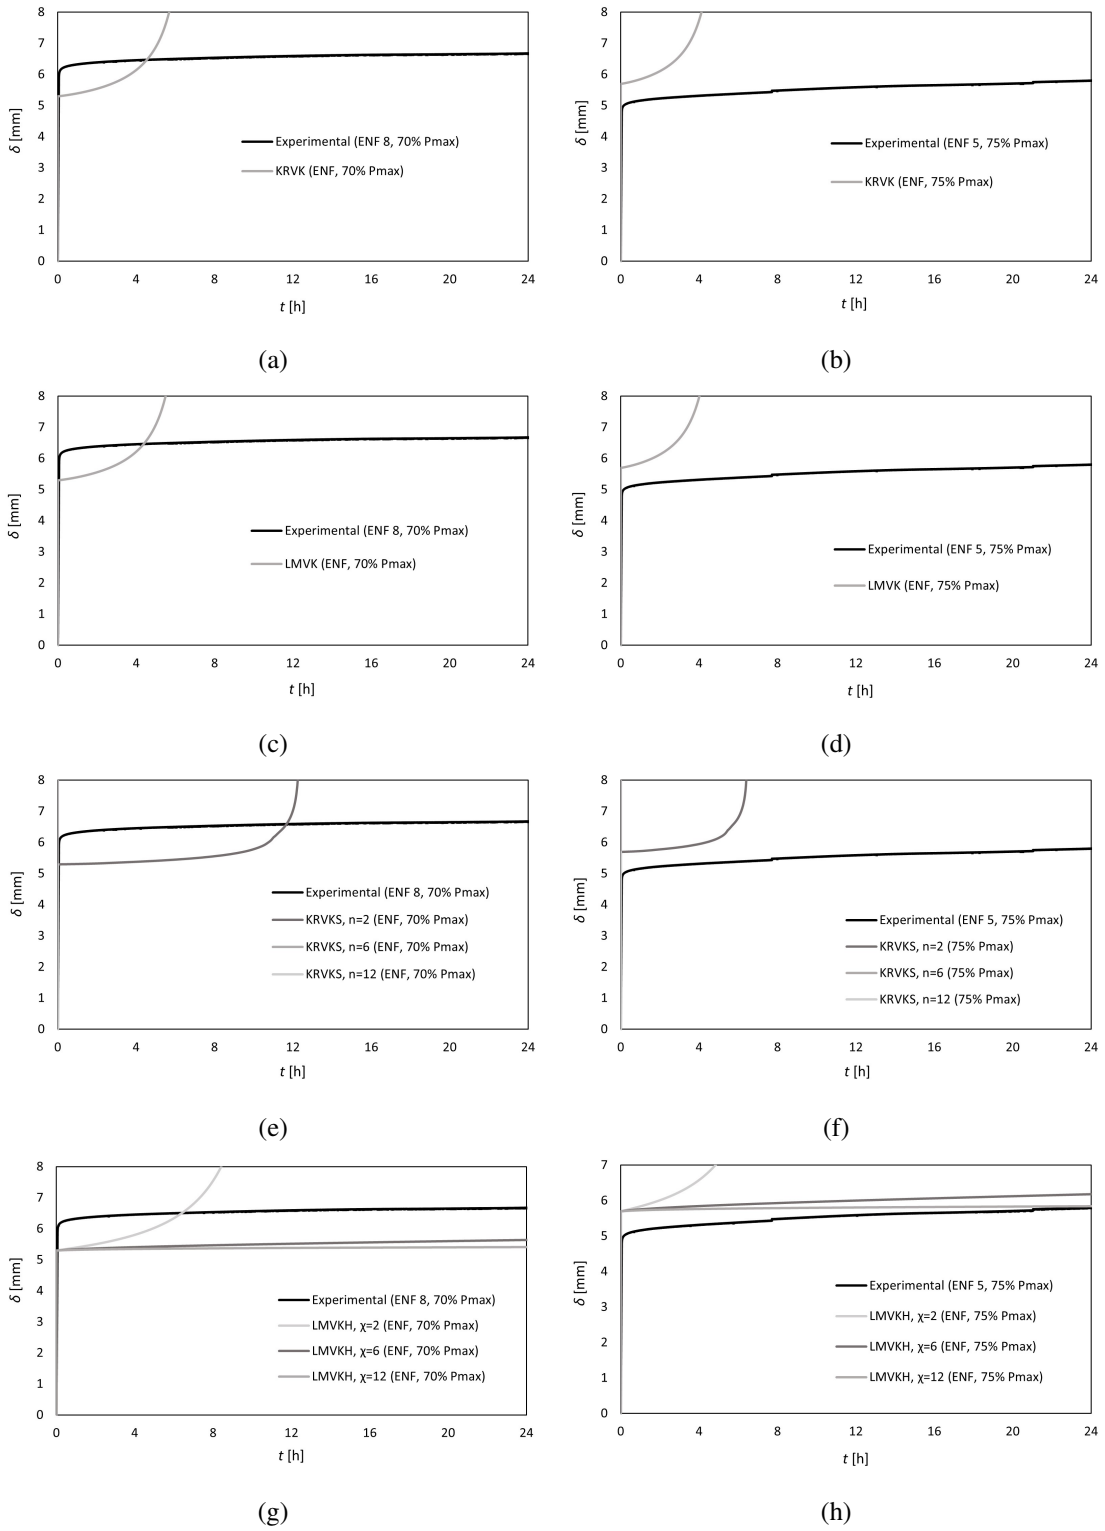 8
7
6
5
4
3
2
1
0
δ [mm]
Experimental (ENF 8, 70% Pmax)
KRVK (ENF, 70% Pmax)
0 4 8 12 16 20 24
t [h]
(a)
8
7
6
5
4
3
2
1
0
δ [mm]
Experimental (ENF 5, 75% Pmax)
KRVK (ENF, 75% Pmax)
0 4 8 12 16 20 24
t [h]
(b)
8
7
6
5
4
3
2
1
0
δ [mm]
Experimental (ENF 8, 70% Pmax)
LMVK (ENF, 70% Pmax)
0 4 8 12 16 20 24
t [h]
(c)
8
7
6
5
4
3
2
1
0
δ [mm]
Experimental (ENF 5, 75% Pmax)
LMVK (ENF, 75% Pmax)
0 4 8 12 16 20 24
t [h]
(d)
8
7
6
5
4
3
2
1
0
δ [mm]
Experimental (ENF 8, 70% Pmax)
KRVKS, n=2 (ENF, 70% Pmax)
KRVKS, n=6 (ENF, 70% Pmax)
KRVKS, n=12 (ENF, 70% Pmax)
0 4 8 12 16 20 24
t [h]
(e)
8
7
6
5
4
3
2
1
0
δ [mm]
Experimental (ENF 5, 75% Pmax)
KRVKS, n=2 (75% Pmax)
KRVKS, n=6 (75% Pmax)
KRVKS, n=12 (75% Pmax)
0 4 8 12 16 20 24
t [h]
(f)
8
7
6
5
4
3
2
1
0
δ [mm]
Experimental (ENF 8, 70% Pmax)
LMVKH, χ=2 (ENF, 70% Pmax)
LMVKH, χ=6 (ENF, 70% Pmax)
LMVKH, χ=12 (ENF, 70% Pmax)
0 4 8 12 16 20 24
t [h]
(g)
7
6
5
4
3
2
1
0
δ [mm]
Experimental (ENF 5, 75% Pmax)
LMVKH, χ=2 (ENF, 75% Pmax)
LMVKH, χ=6 (ENF, 75% Pmax)
LMVKH, χ=12 (ENF, 75% Pmax)
0 4 8 12 16 20 24
t [h]
(h)